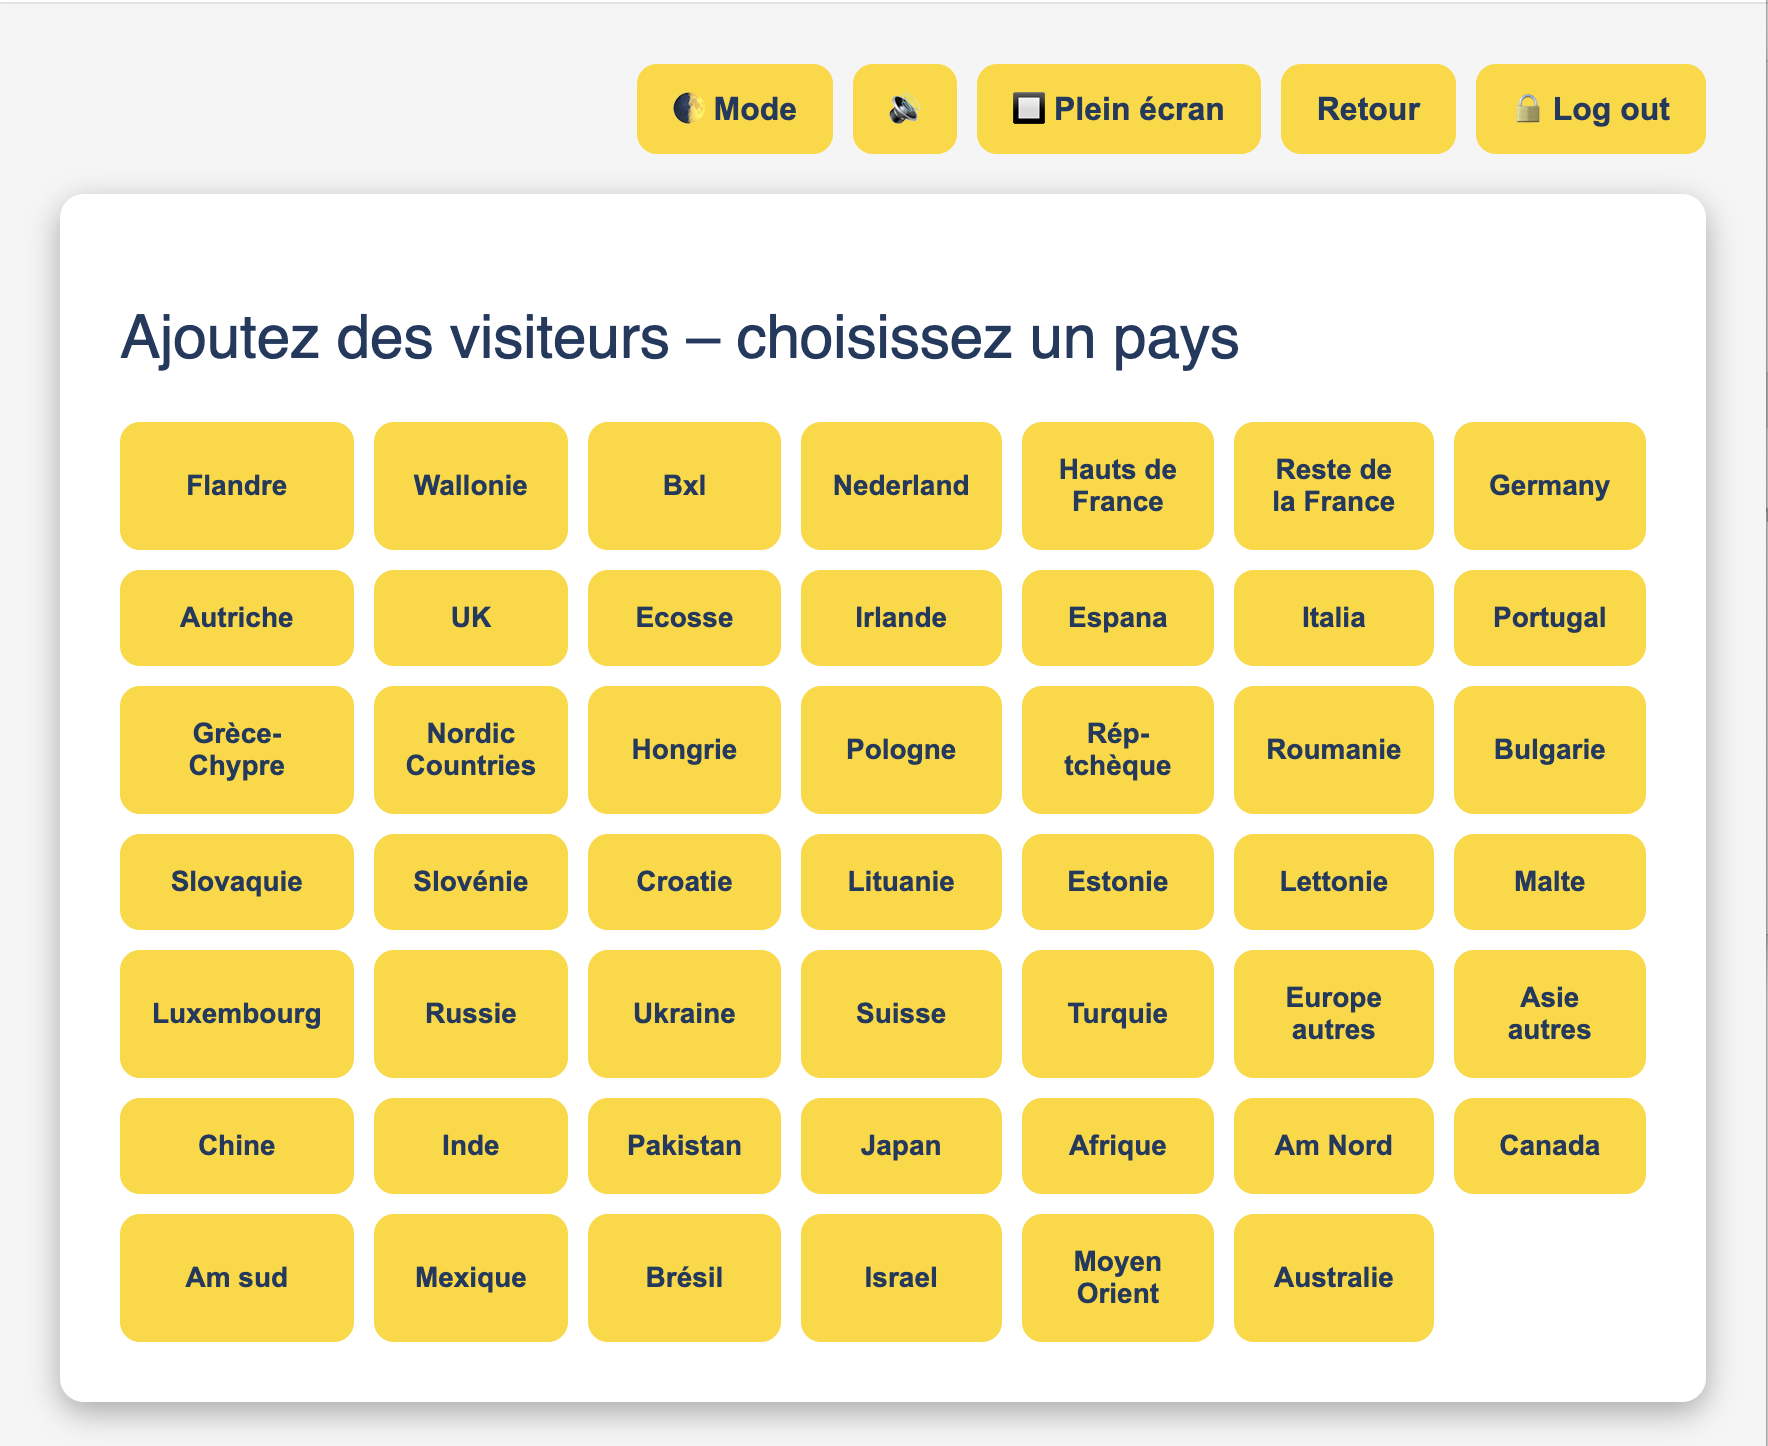 Mode
Plein écran
Retour
Log out
Ajoutez des visiteurs – choisissez un pays
Flandre
Wallonie
Bxl
Nederland
Hauts de
France
Reste de
la France
Germany
Autriche
UK
Ecosse
Irlande
Espana
Italia
Portugal
Grèce-
Chypre
Nordic
Countries
Hongrie
Pologne
Rép-
tchèque
Roumanie
Bulgarie
Slovaquie
Slovénie
Croatie
Lituanie
Estonie
Lettonie
Malte
Luxembourg
Russie
Ukraine
Suisse
Turquie
Europe
autres
Asie
autres
Chine
Inde
Pakistan
Japan
Afrique
Am Nord
Canada
Am sud
Mexique
Brésil
Israel
Moyen
Orient
Australie